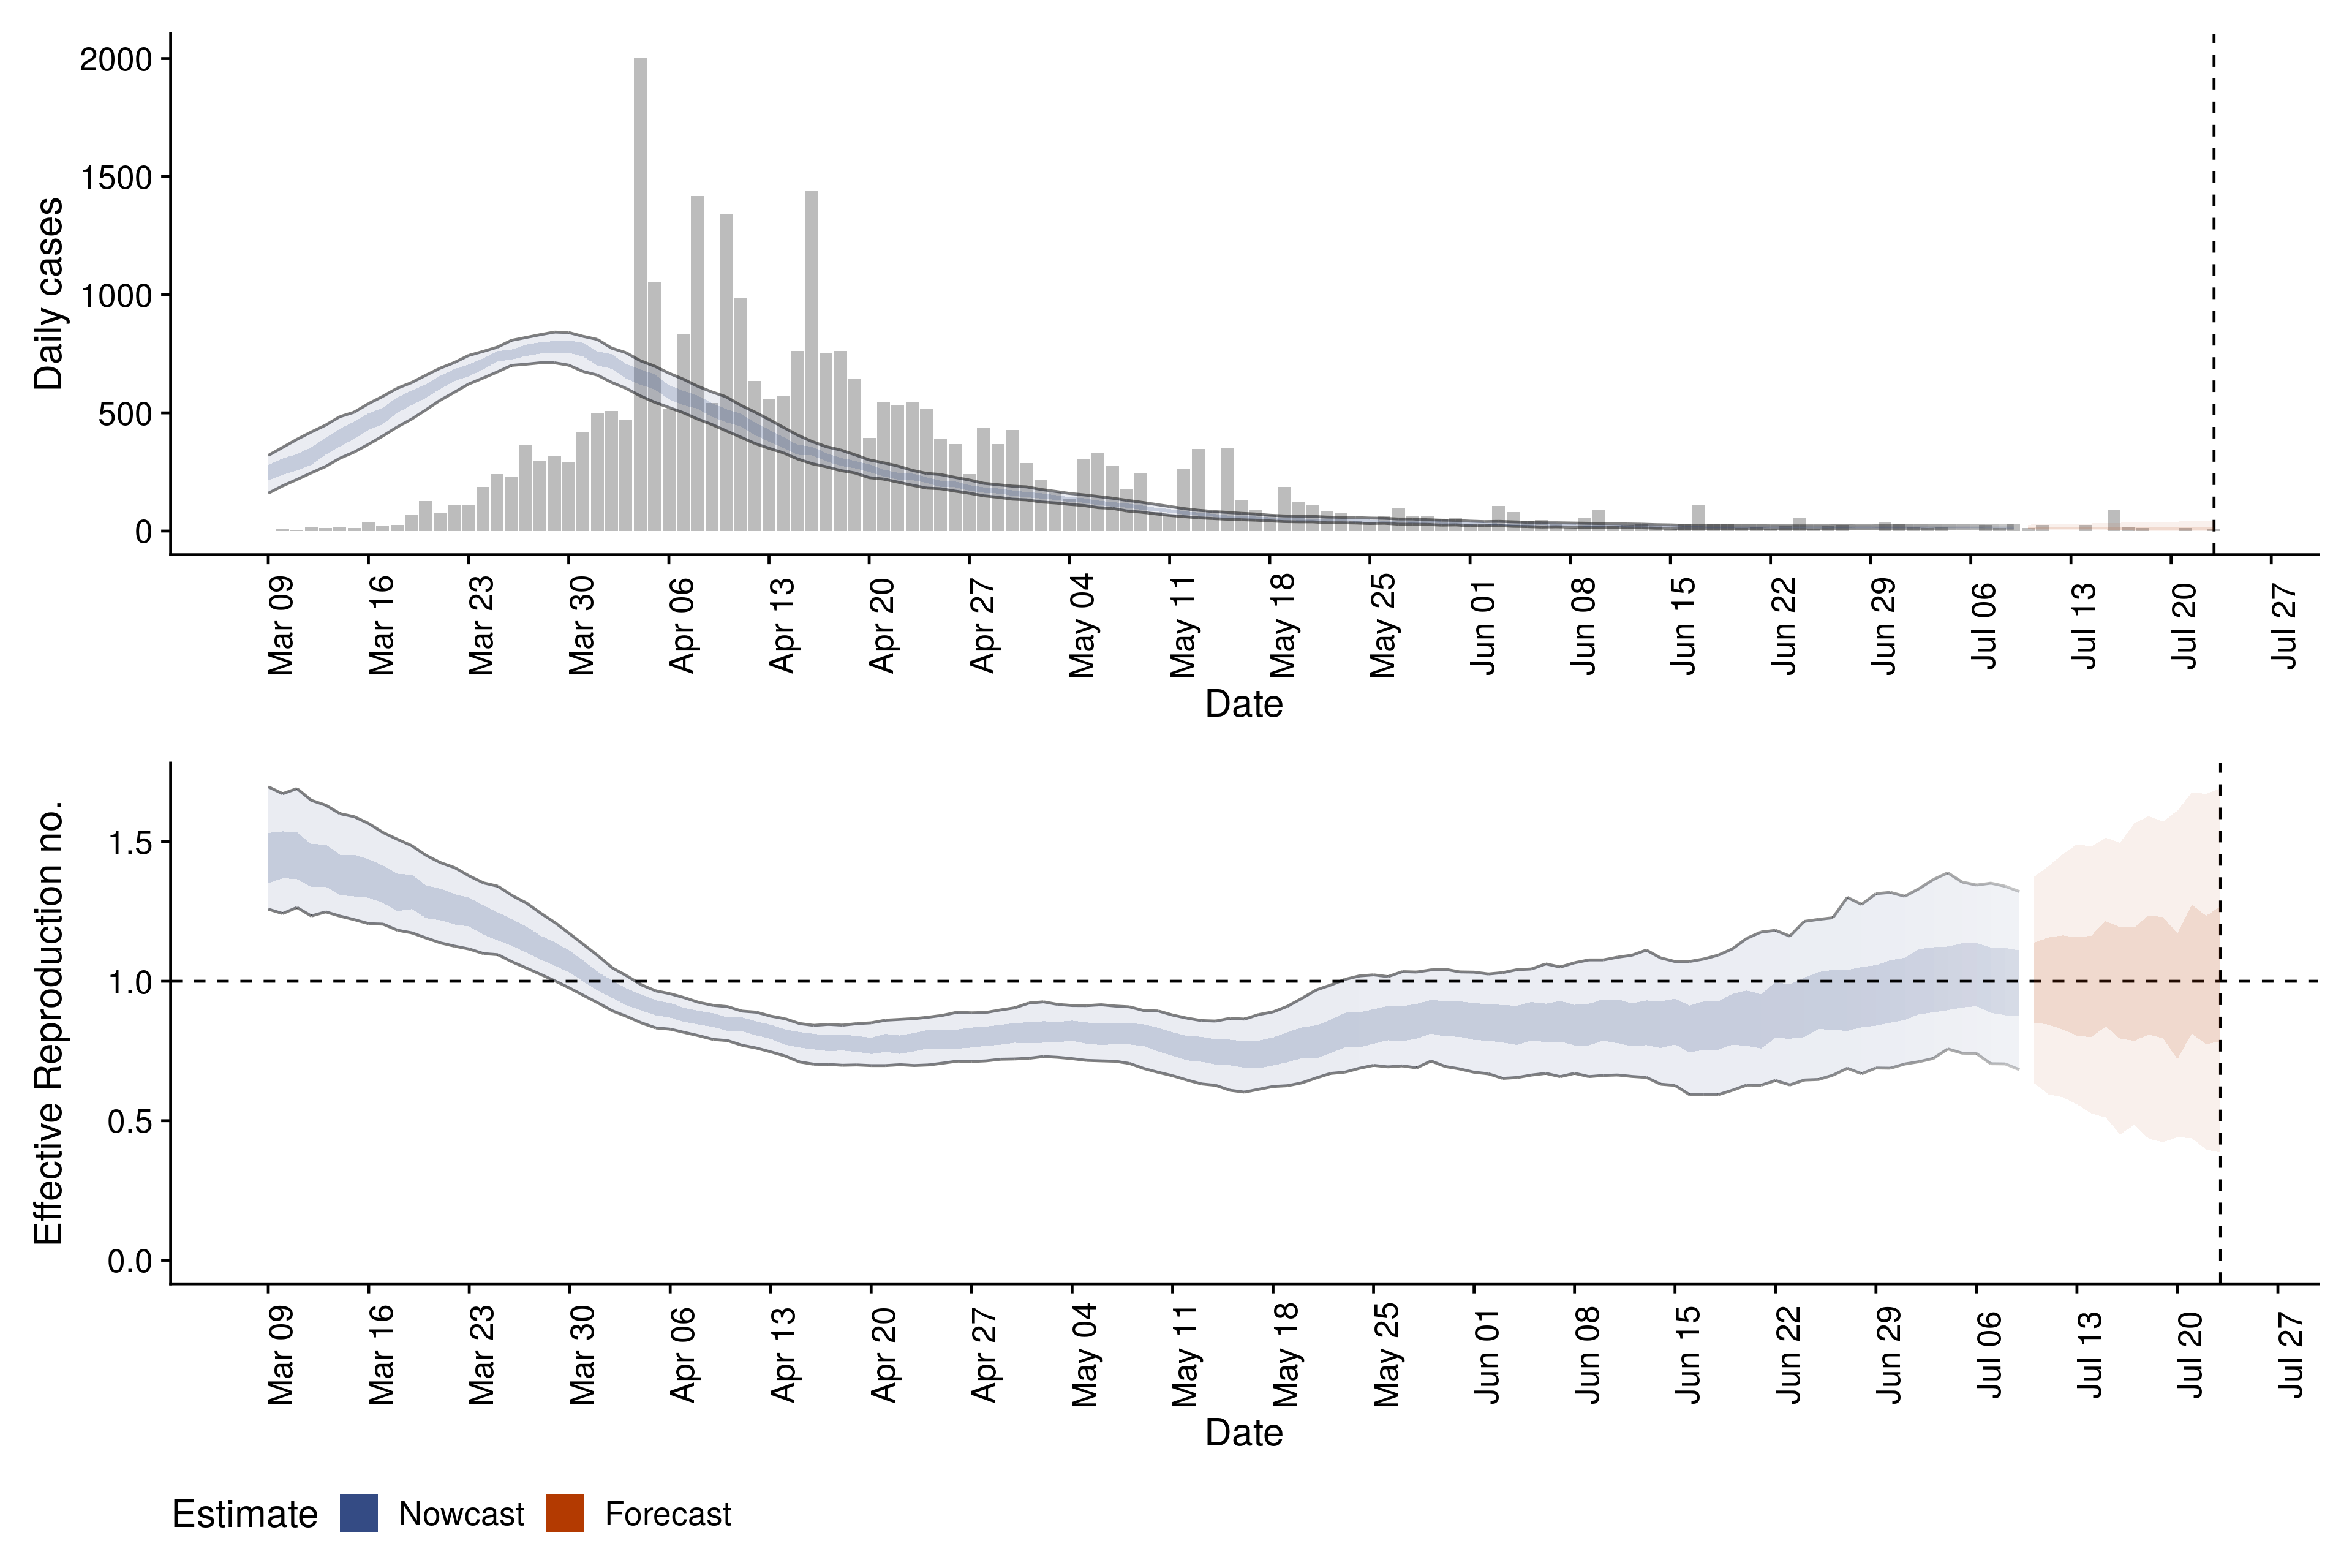 2000
1500
1000
500
0
Daily cases
Mar 09
Mar 16
Mar 23
Mar 30
Apr 06
Apr 13
Apr 20
Apr 27
May 04
May 11
May 18
May 25
Jun 01
Jun 08
Jun 15
Jun 22
Jun 29
Jul 06
Jul 13
Jul 20
Jul 27
Date
1.5
1.0
0.5
0.0
Effective Reproduction no.
Mar 09
Mar 16
Mar 23
Mar 30
Apr 06
Apr 13
Apr 20
Apr 27
May 04
May 11
May 18
May 25
Jun 01
Jun 08
Jun 15
Jun 22
Jun 29
Jul 06
Jul 13
Jul 20
Jul 27
Date
Estimate Nowcast Forecast